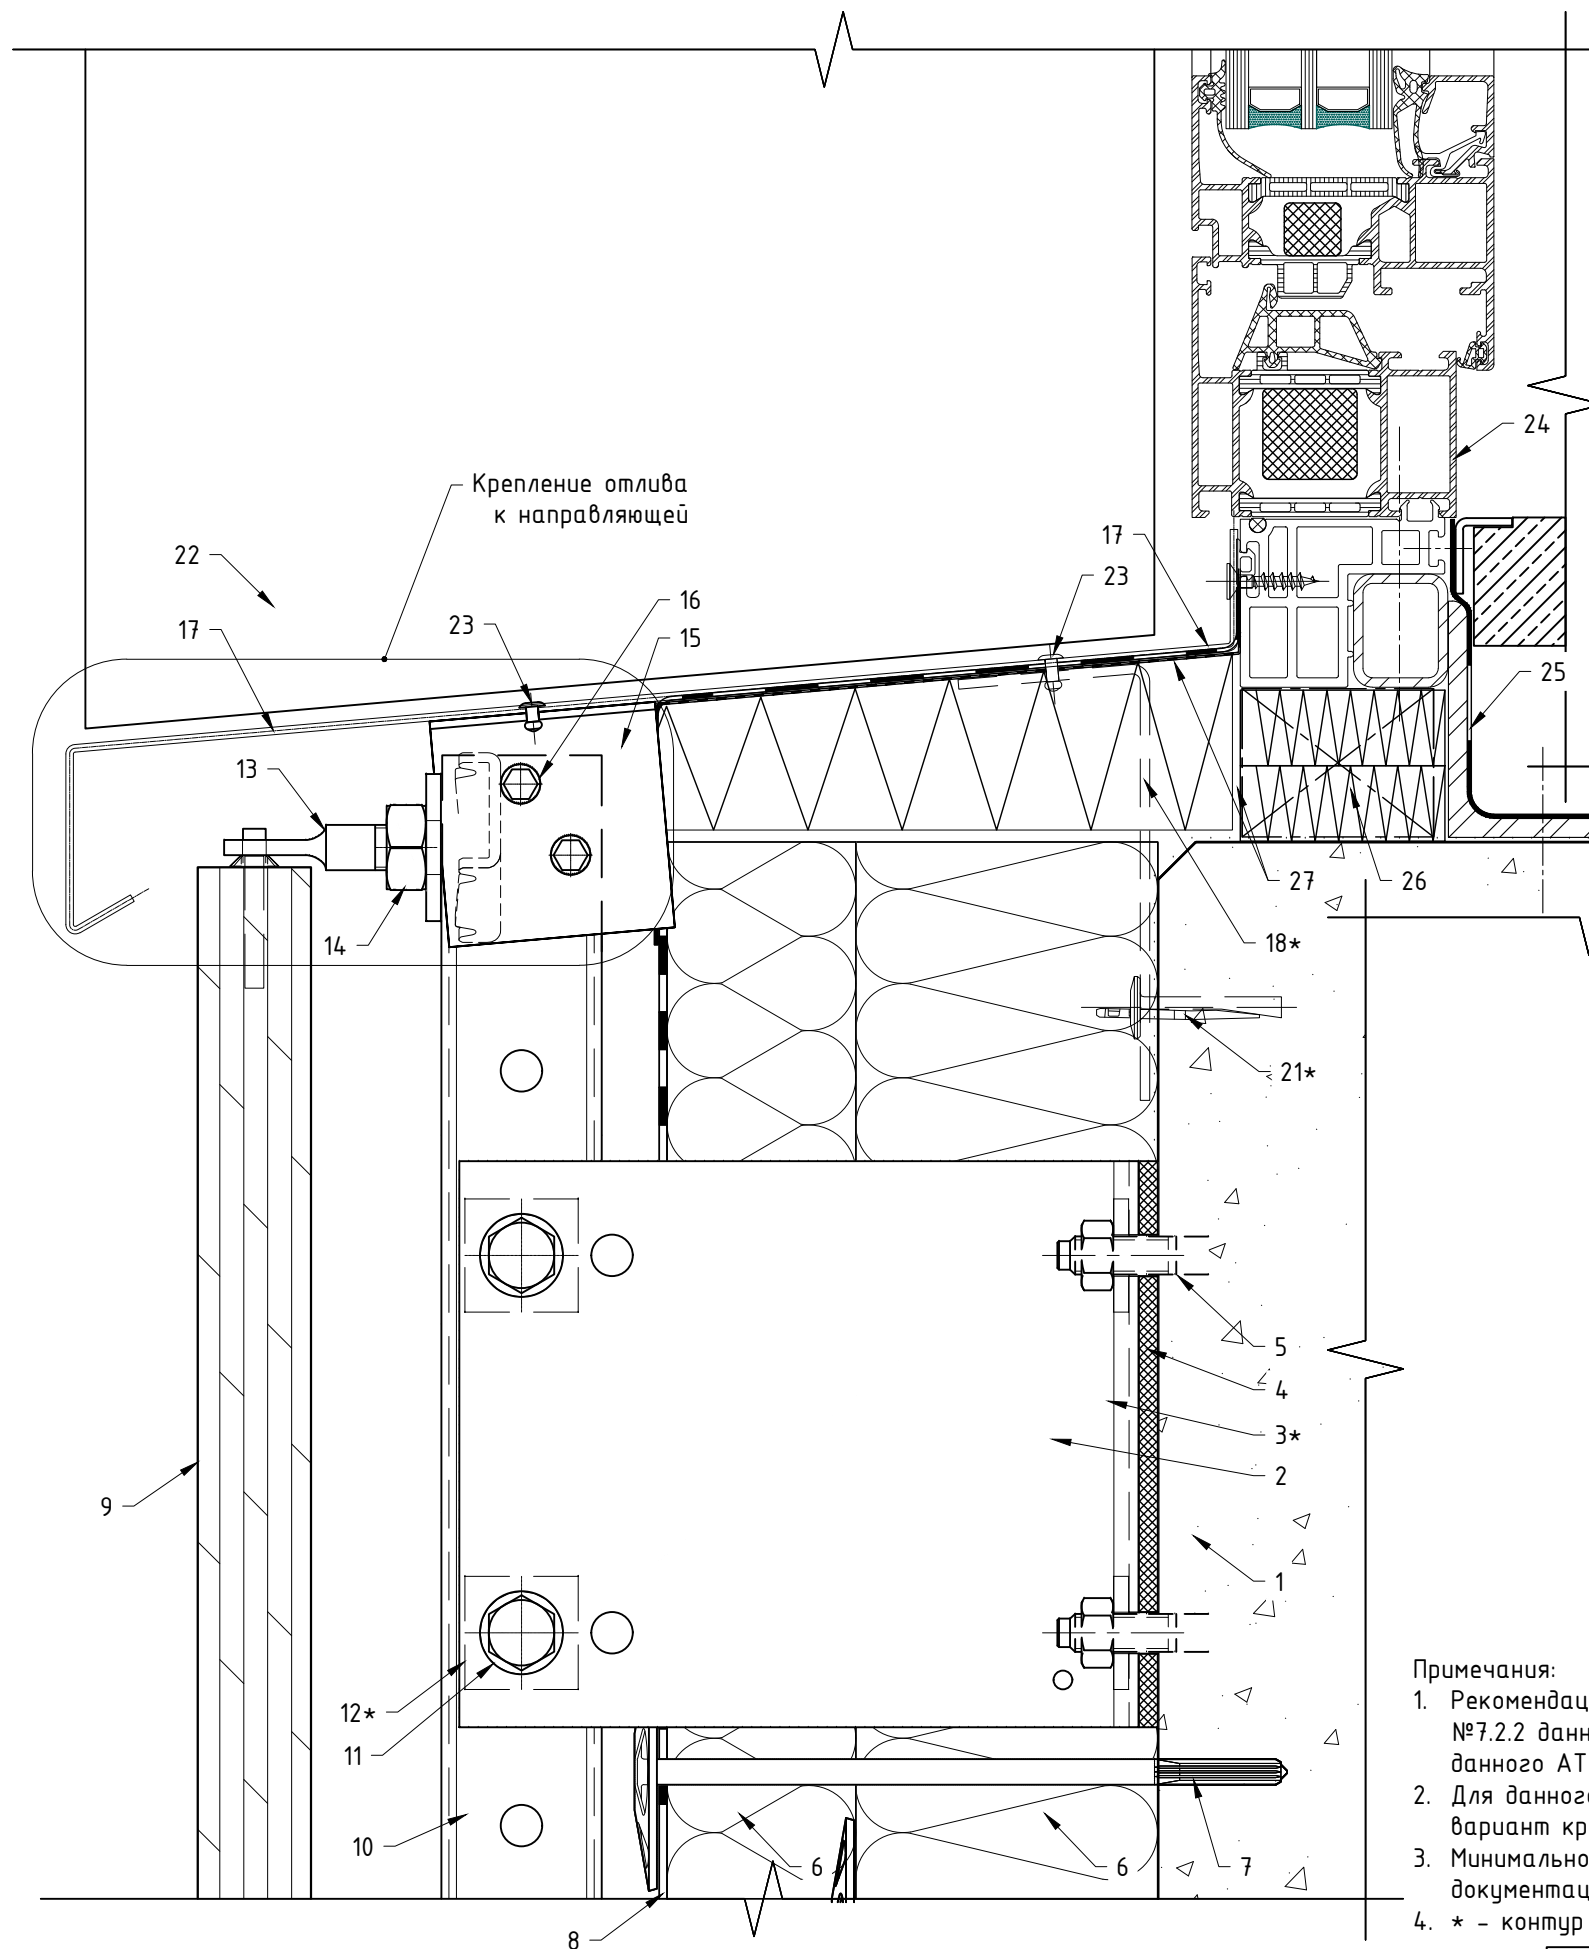 Крепление отлива
к направляющей
24
22
17
23
16
23
17
15
25
13
27
26
14
18*
21*
5
4
3*
2
9
1
12*
11
10
6
6
7
8
Примечания:
1. Рекомендац
№7.2.2 данн
данного АТ
2. Для данного
вариант кр
3. Минимально
документац
4. * - контур